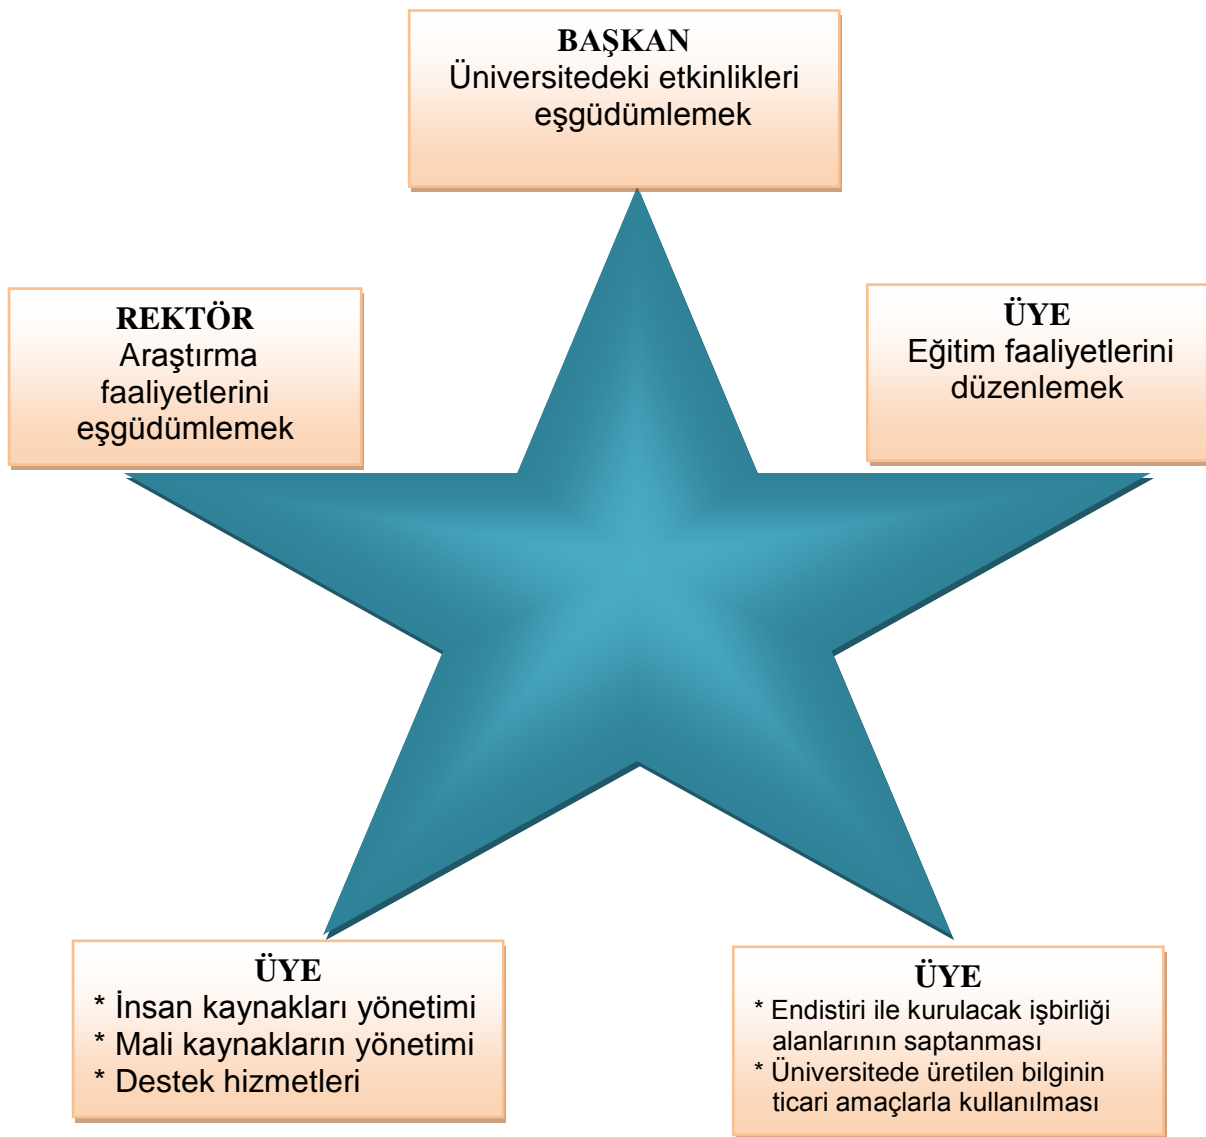 BAŞKAN
Üniversitedeki etkinlikleri
eşgüdümlemek
REKTÖR
Araştırma
faaliyetlerini
eşgüdümlemek
ÜYE
Eğitim faaliyetlerini
düzenlemek
ÜYE
* İnsan kaynakları yönetimi
* Mali kaynakların yönetimi
* Destek hizmetleri
ÜYE
* Endistiri ile kurulacak işbirliği
alanlarının saptanması
* Üniversitede üretilen bilginin
ticari amaçlarla kullanılması